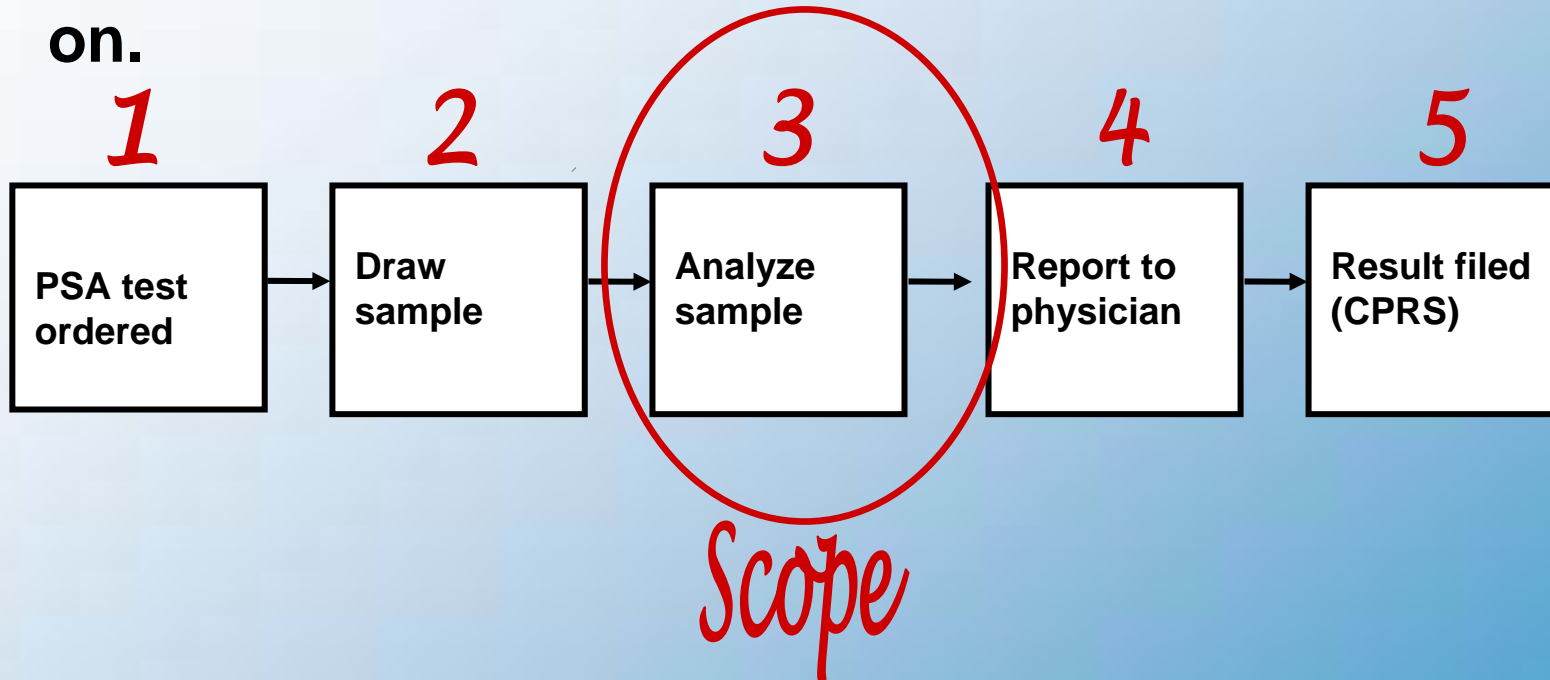 on.
1 2 3 4 5
PSA test
ordered
Draw
sample
Analyze
sample
Report to
physician
Result filed
(CPRS)
Scope